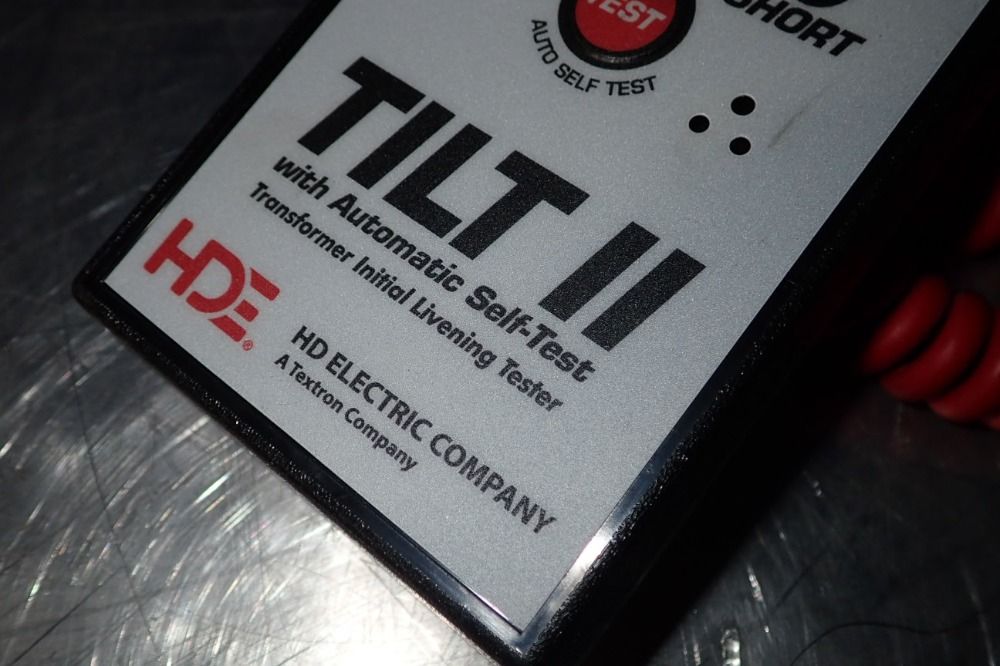 SHORT
TEST
AUTO SELF TEST
TILT II
with Automatic Self-Test
Transformer Initial Livening Tester
HDE®
HD ELECTRIC COMPANY
A Textron Company